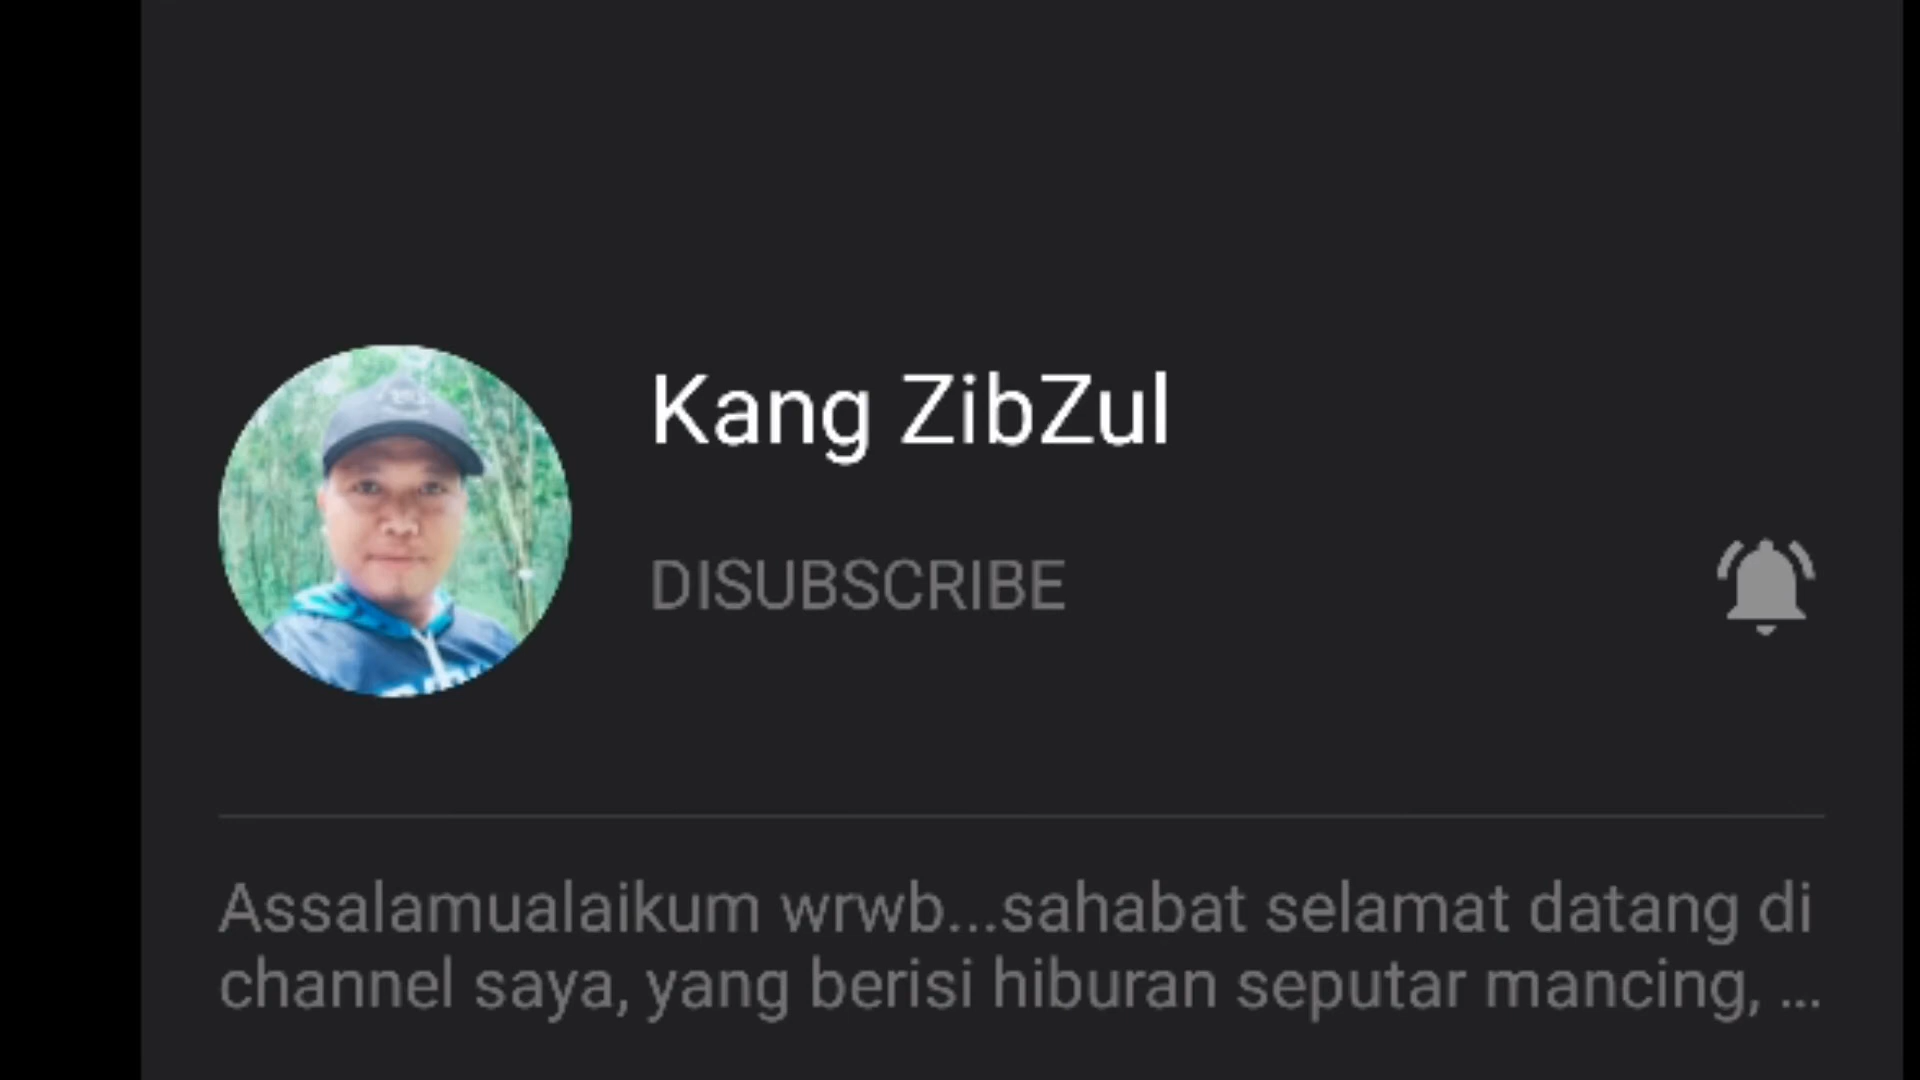 Kang ZibZul
DISUBSCRIBE
Assalamualaikum wrwb...sahabat selamat datang di
channel saya, yang berisi hiburan seputar mancing, ...